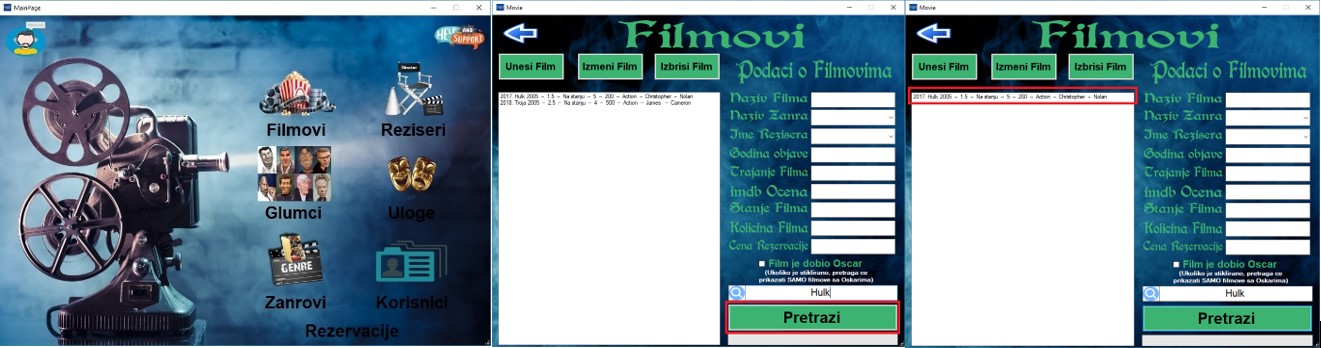 MainPage
HELP
AND
SUPPORT
Director
Filmovi
Reziseri
Glumci
Uloge
GENRE
Zanrovi
Korisnici
Rezervacije
Movie
Filmovi
Unesi Film
Izmeni Film
Izbrisi Film
Podaci o Filmovima
2017. Hulk 2005 -- 1.5 -- Na stanju -- 5 -- 200 -- Action -- Christopher -- Nolan
2018. Troja 2005 -- 2.5 -- Na stanju -- 4 -- 500 -- Action -- James -- Cameron
Naziv Filma
Naziv Zanra
Ime Rezisera
Godina objave
Trajanje Filma
imdb Ocena
Stanje Filma
Kolicina Filma
Cena Rezervacije
Film je dobio Oscar
(Ukoliko je stiklirano, pretraga ce
prikazati SAMO filmove sa Oskarima)
Hulk
Pretrazi
Movie
Filmovi
Unesi Film
Izmeni Film
Izbrisi Film
Podaci o Filmovima
2017. Hulk 2005 -- 1.5 -- Na stanju -- 5 -- 200 -- Action -- Christopher -- Nolan
Naziv Filma
Naziv Zanra
Ime Rezisera
Godina objave
Trajanje Filma
imdb Ocena
Stanje Filma
Kolicina Filma
Cena Rezervacije
Film je dobio Oscar
(Ukoliko je stiklirano, pretraga ce
prikazati SAMO filmove sa Oskarima)
Hulk
Pretrazi